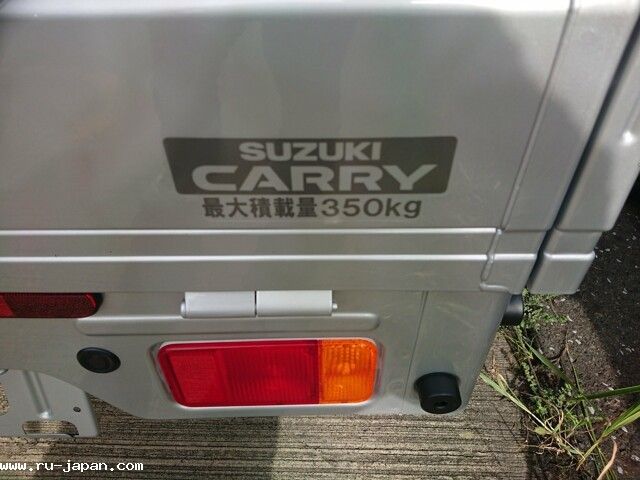 SUZUKI
CARRY
最大積載量350kg
www.ru-japan.com